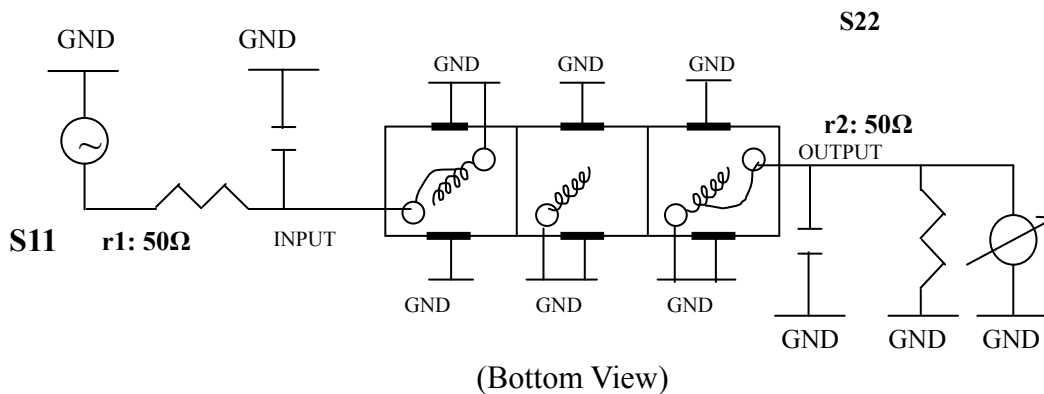 S22
GND
GND
GND
GND
GND
r2: 50Ω
OUTPUT
S11
r1: 50Ω
INPUT
GND
GND
GND
GND
GND
GND
(Bottom View)